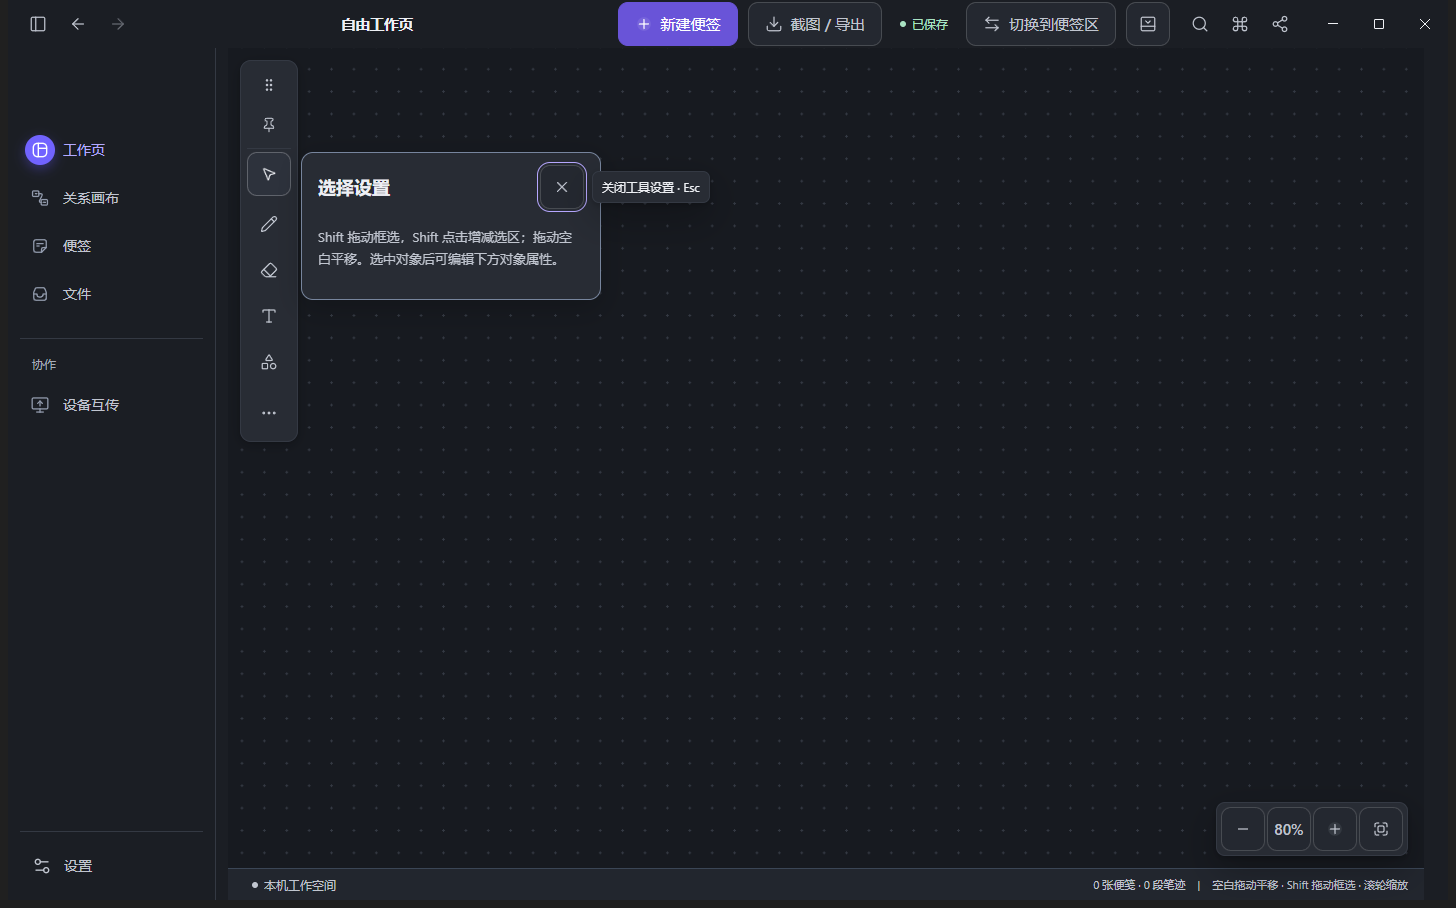 自由工作页
新建便签
截图 / 导出
已保存
切换到便签区
工作页
关系画布
便签
文件
协作
设备互传
设置
选择设置
关闭工具设置 · Esc
Shift 拖动框选，Shift 点击增减选区；拖动空
白平移。选中对象后可编辑下方对象属性。
80%
本机工作空间
0 张便笺 · 0 段笔迹 | 空白拖动平移 · Shift 拖动框选 · 滚轮缩放